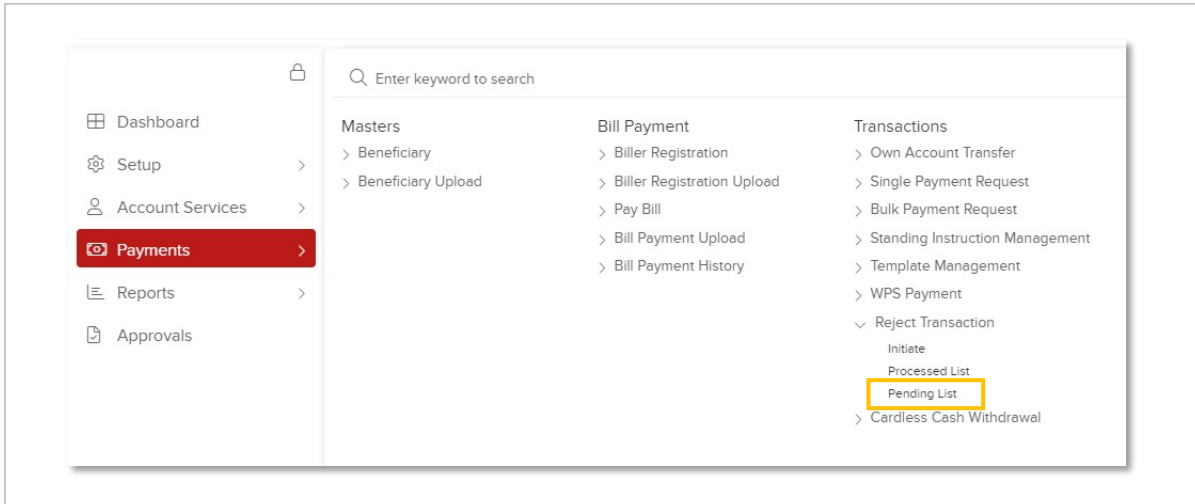 Enter keyword to search
Dashboard
Setup
Account Services
Payments
Reports
Approvals
Masters
Beneficiary
Beneficiary Upload
Bill Payment
Biller Registration
Biller Registration Upload
Pay Bill
Bill Payment Upload
Bill Payment History
Transactions
Own Account Transfer
Single Payment Request
Bulk Payment Request
Standing Instruction Management
Template Management
WPS Payment
Reject Transaction
Initiate
Processed List
Pending List
Cardless Cash Withdrawal